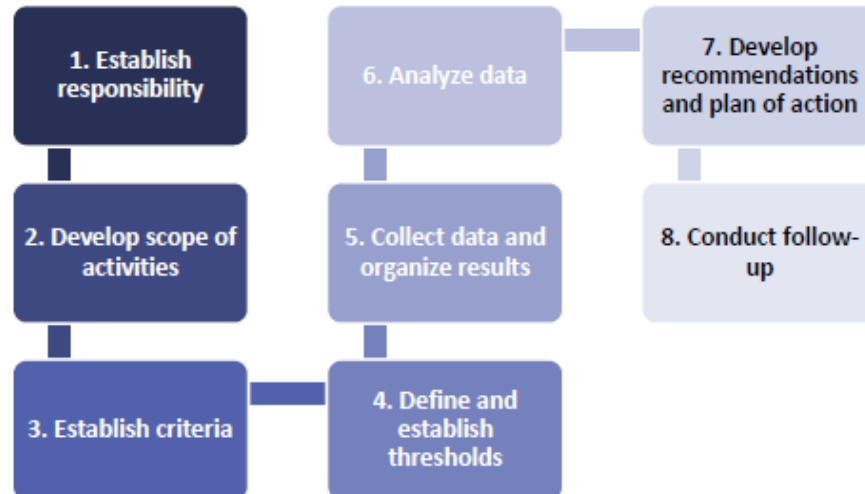 1. Establish
responsibility
2. Develop scope of
activities
3. Establish criteria
4. Define and
establish
thresholds
5. Collect data and
organize results
6. Analyze data
7. Develop
recommendations
and plan of action
8. Conduct follow-
up